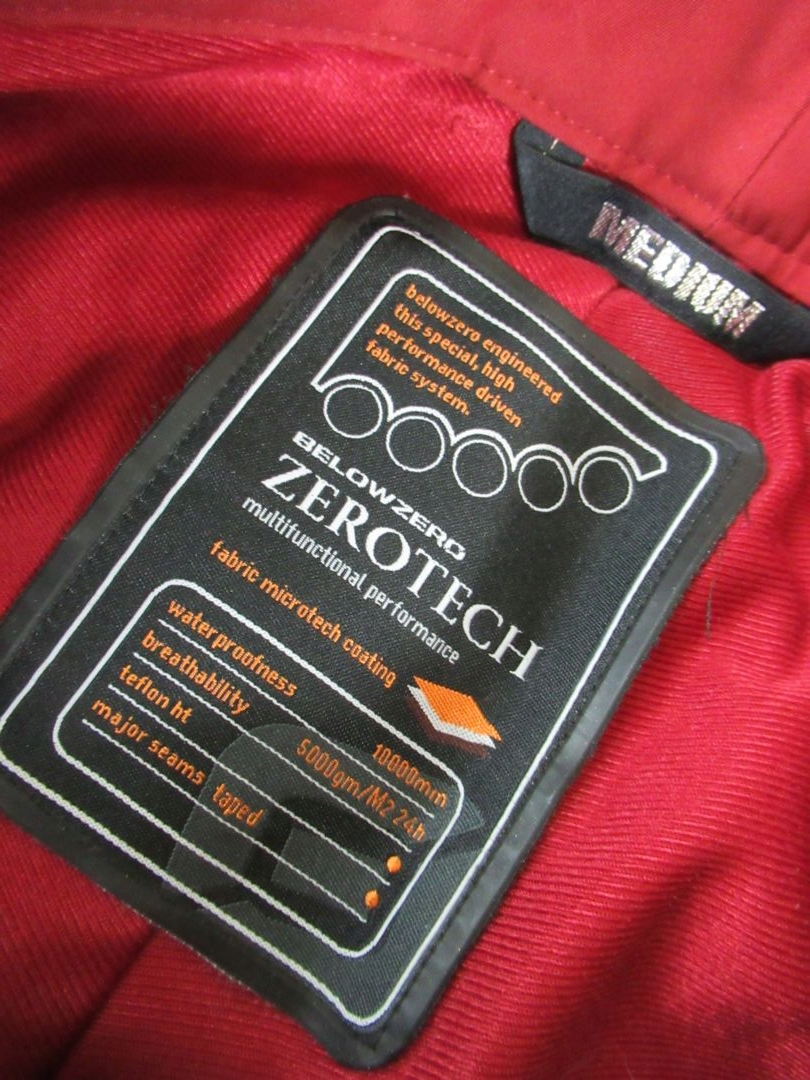 MEDIUM
belowzero engineered
this special, high
performance driven
fabric system.
BELOWZERO
ZEROTECH
multifunctional performance
fabric microtech coating
waterproofness 10000mm
breathability 5000gm/M2 24h
teflon ht
major seams taped